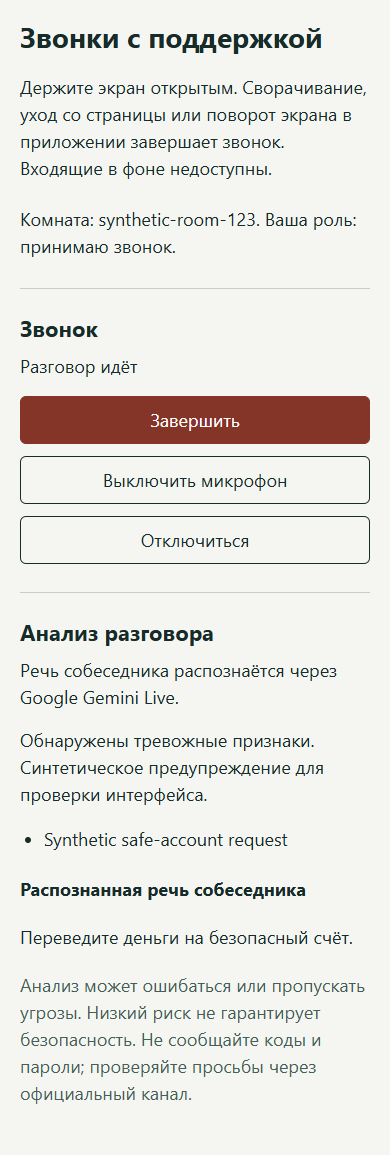 Звонки с поддержкой
Держите экран открытым. Сворачивание,
уход со страницы или поворот экрана в
приложении завершает звонок.
Входящие в фоне недоступны.
Комната: synthetic-room-123. Ваша роль:
принимаю звонок.
Звонок
Разговор идёт
Завершить
Выключить микрофон
Отключиться
Анализ разговора
Речь собеседника распознаётся через
Google Gemini Live.
Обнаружены тревожные признаки.
Синтетическое предупреждение для
проверки интерфейса.
• Synthetic safe-account request
Распознанная речь собеседника
Переведите деньги на безопасный счёт.
Анализ может ошибаться или пропускать
угрозы. Низкий риск не гарантирует
безопасность. Не сообщайте коды и
пароли; проверяйте просьбы через
официальный канал.